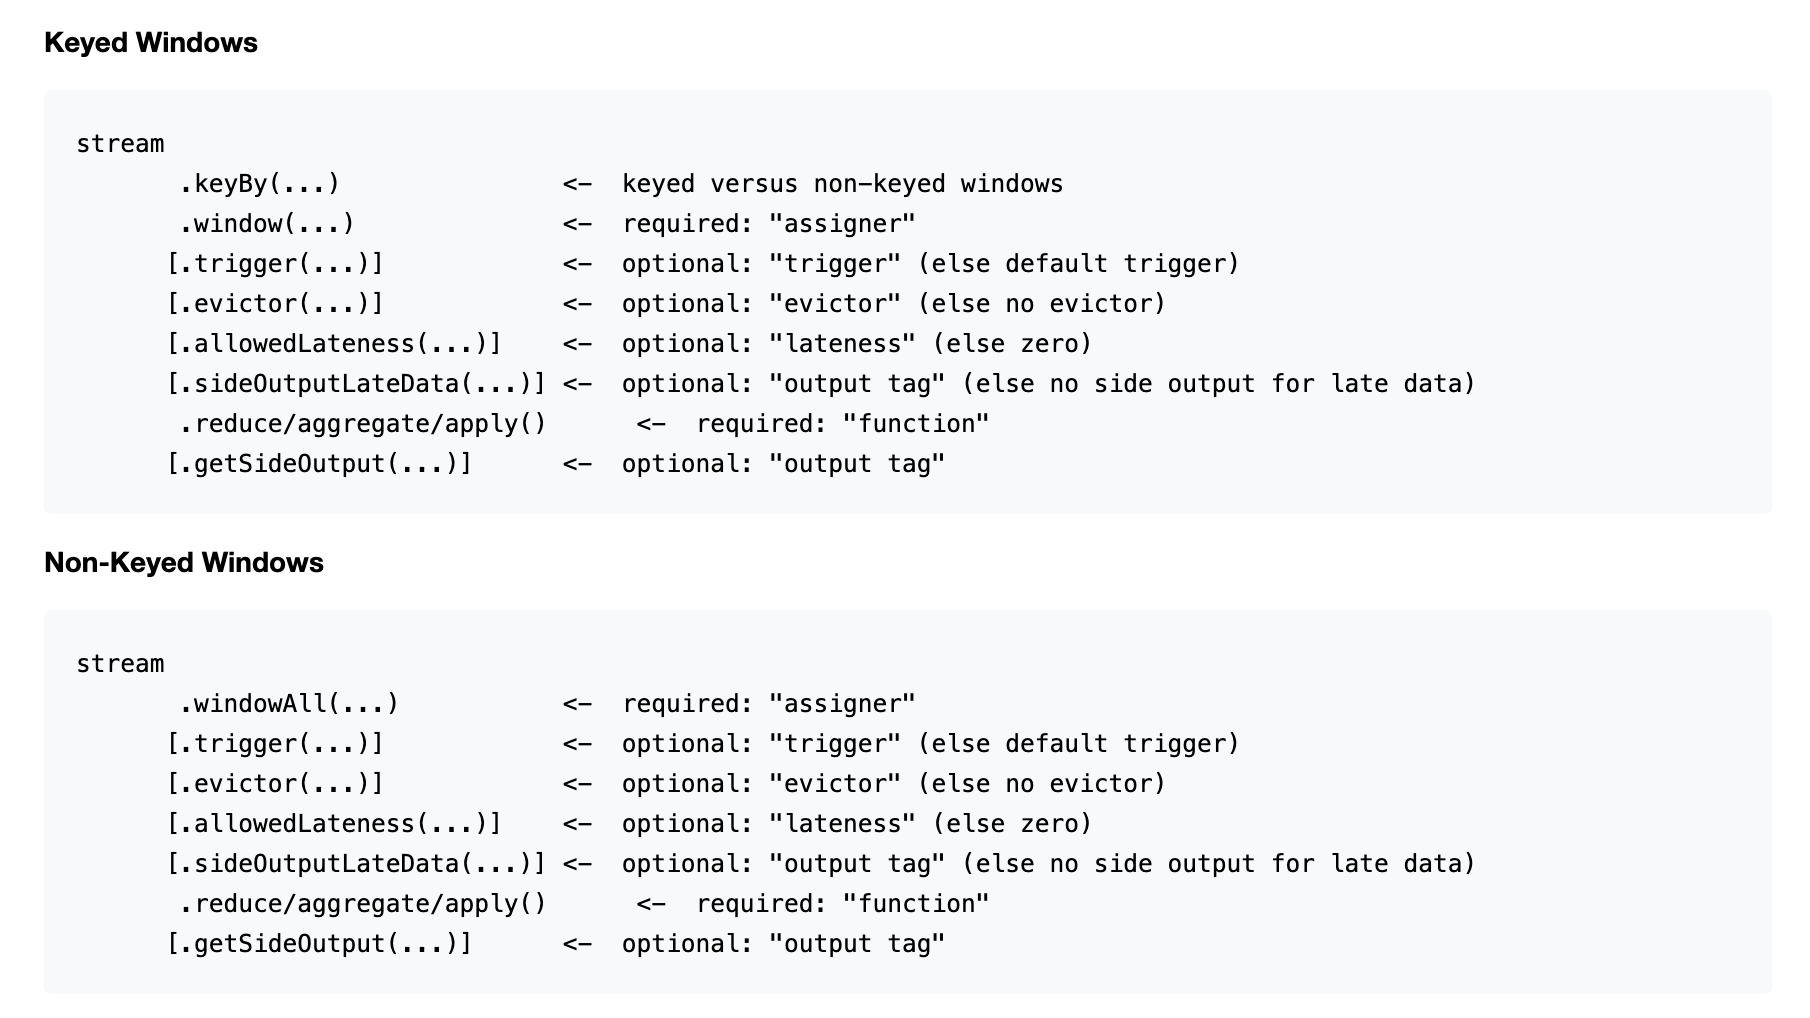 Keyed Windows
stream
       .keyBy(...)               <-  keyed versus non-keyed windows
       .window(...)              <-  required: "assigner"
      [.trigger(...)]            <-  optional: "trigger" (else default trigger)
      [.evictor(...)]            <-  optional: "evictor" (else no evictor)
      [.allowedLateness(...)]    <-  optional: "lateness" (else zero)
      [.sideOutputLateData(...)] <-  optional: "output tag" (else no side output for late data)
       .reduce/aggregate/apply()      <-  required: "function"
      [.getSideOutput(...)]      <-  optional: "output tag"
Non-Keyed Windows
stream
       .windowAll(...)           <-  required: "assigner"
      [.trigger(...)]            <-  optional: "trigger" (else default trigger)
      [.evictor(...)]            <-  optional: "evictor" (else no evictor)
      [.allowedLateness(...)]    <-  optional: "lateness" (else zero)
      [.sideOutputLateData(...)] <-  optional: "output tag" (else no side output for late data)
       .reduce/aggregate/apply()      <-  required: "function"
      [.getSideOutput(...)]      <-  optional: "output tag"